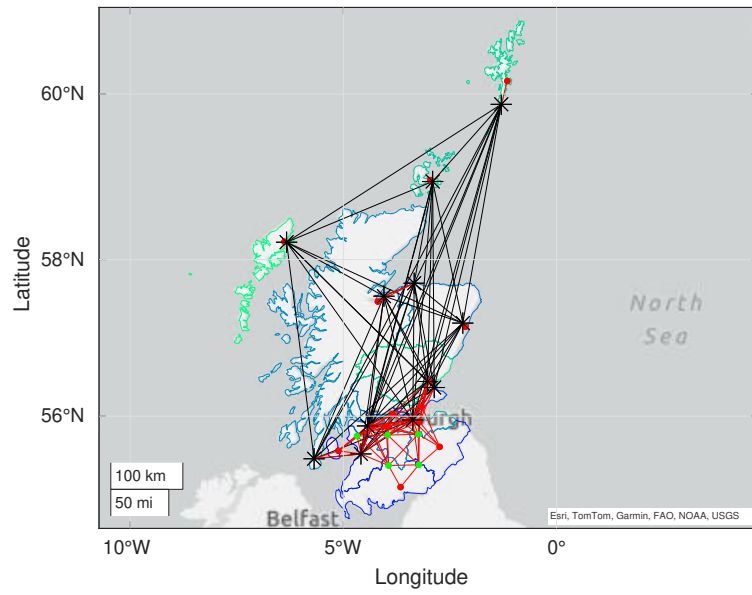 60°N
58°N
56°N
Latitude
North
Sea
burgh
100 km
50 mi
Belfast
Esri, TomTom, Garmin, FAO, NOAA, USGS
10°W
5°W
0°
Longitude